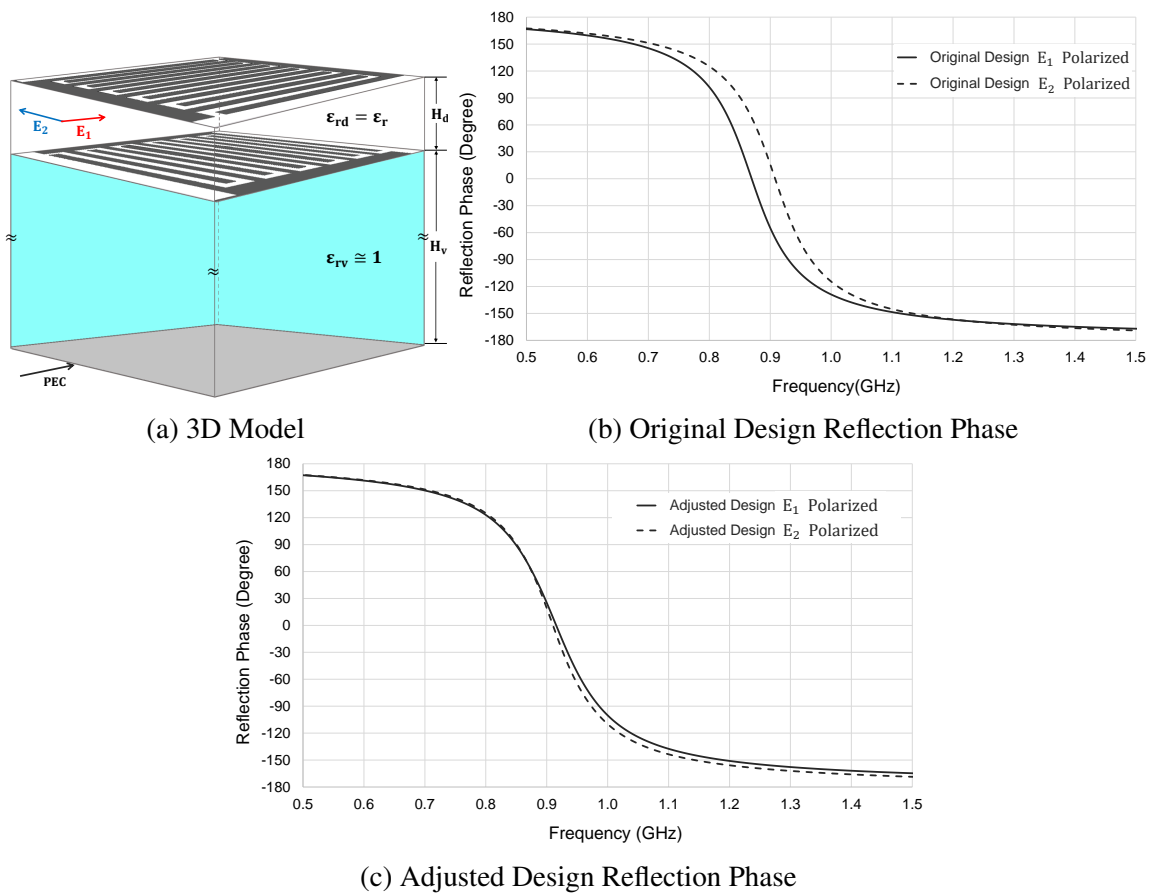 E₂
E₁
ε_rd = ε_r
H_d
ε_rv ≅ 1
H_v
≈
≈
≈
PEC
(a) 3D Model
Reflection Phase (Degree)
180
150
120
90
60
30
0
-30
-60
-90
-120
-150
-180
Original Design E₁ Polarized
Original Design E₂ Polarized
0.5 0.6 0.7 0.8 0.9 1.0 1.1 1.2 1.3 1.4 1.5
Frequency(GHz)
(b) Original Design Reflection Phase
Reflection Phase (Degree)
180
150
120
90
60
30
0
-30
-60
-90
-120
-150
-180
Adjusted Design E₁ Polarized
Adjusted Design E₂ Polarized
0.5 0.6 0.7 0.8 0.9 1.0 1.1 1.2 1.3 1.4 1.5
Frequency (GHz)
(c) Adjusted Design Reflection Phase